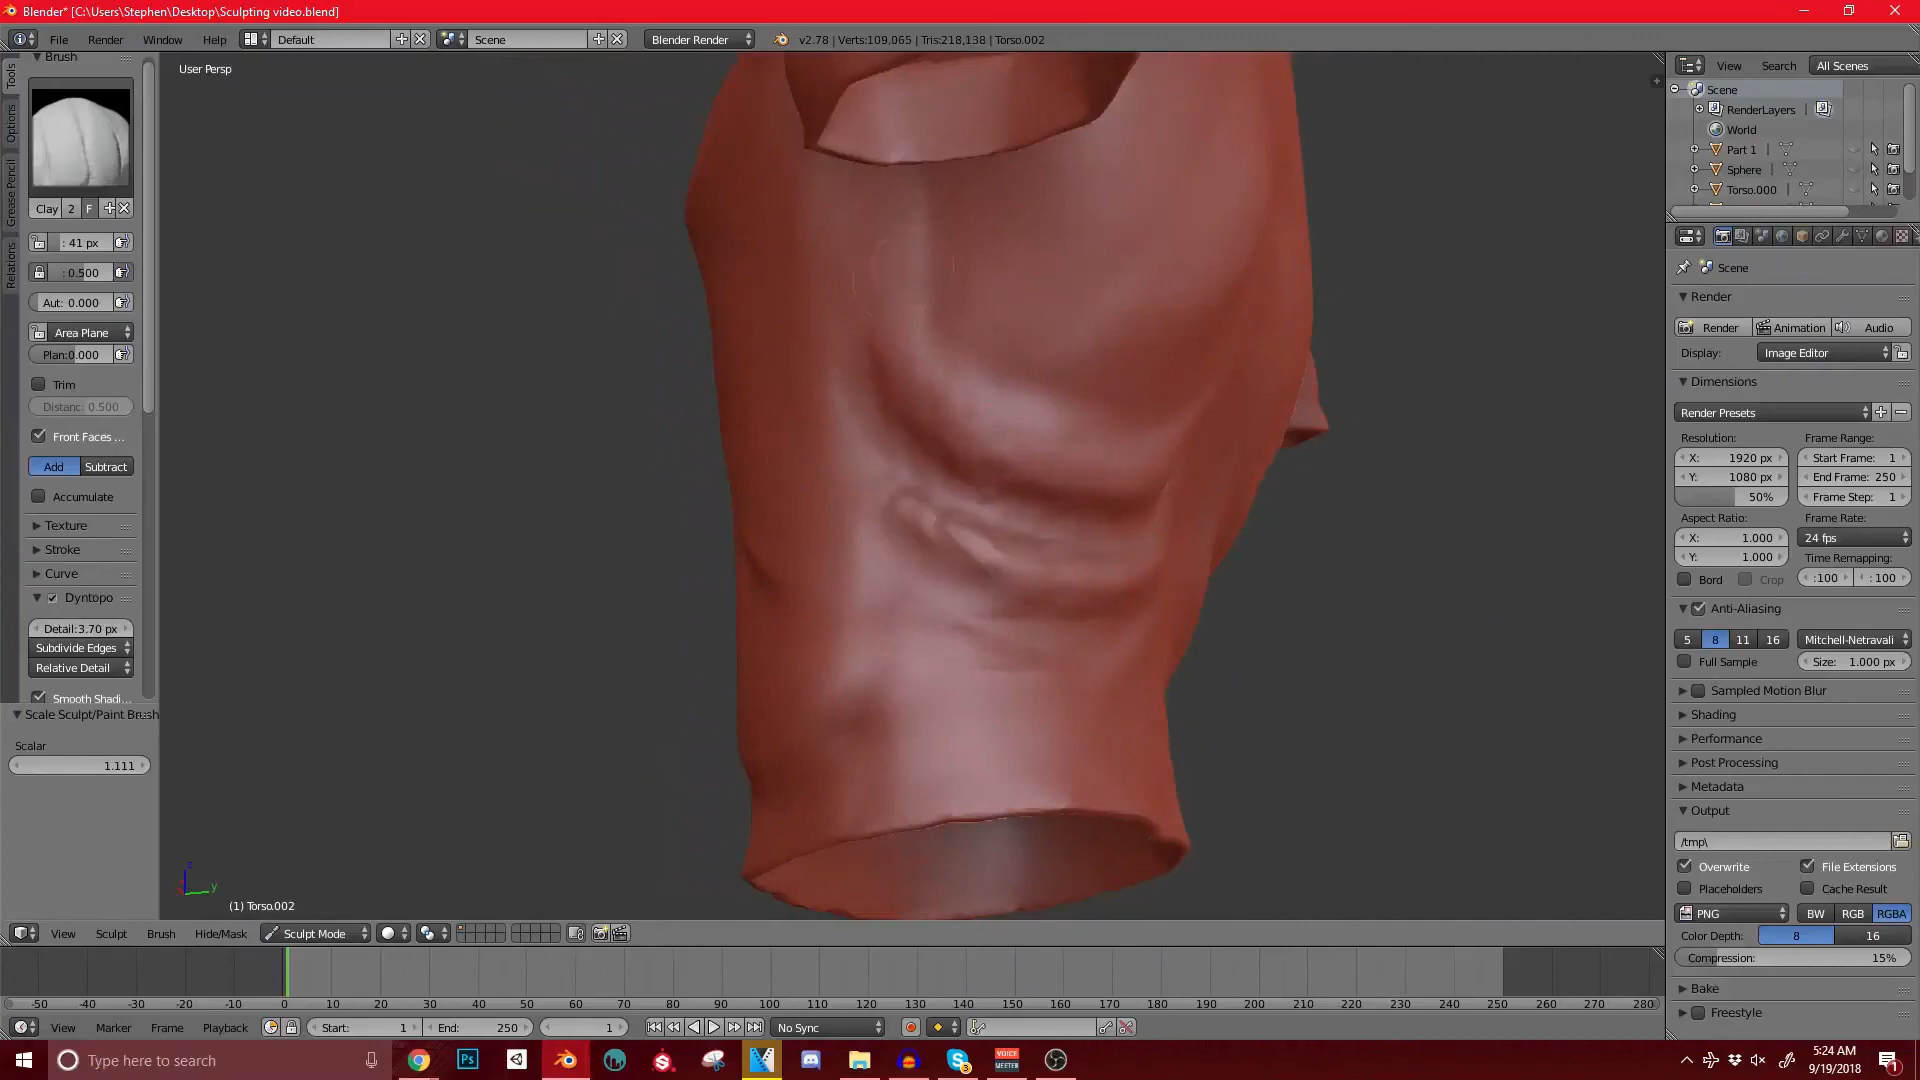 Blender* [C:\Users\Stephen\Desktop\Sculpting video.blend]
File Render Window Help Default Scene Blender Render v2.78 | Verts:109,065 | Tris:218,138 | Torso.002
Brush
User Persp
Tools
Options
Grease Pencil
Relations
Clay 2 F
: 41 px
: 0.500
Aut: 0.000
Area Plane
Plan:0.000
Trim
Distanc: 0.500
Front Faces ...
Add Subtract
Accumulate
Texture
Stroke
Curve
Dyntopo
Detail:3.70 px
Subdivide Edges
Relative Detail
Smooth Shadi...
Scale Sculpt/Paint Brush
Scalar
1.111
z
y
(1) Torso.002
View Sculpt Brush Hide/Mask Sculpt Mode
-50 -40 -30 -20 -10 0 10 20 30 40 50 60 70 80 90 100 110 120 130 140 150 160 170 180 190 200 210 220 230 240 250 260 270 280
View Marker Frame Playback Start: 1 End: 250 1 No Sync
View Search All Scenes
Scene
RenderLayers |
World
Part 1 |
Sphere |
Torso.000 |
Scene
Render
Render Animation Audio
Display: Image Editor
Dimensions
Render Presets
Resolution: Frame Range:
X: 1920 px Start Frame: 1
Y: 1080 px End Frame: 250
50% Frame Step: 1
Aspect Ratio: Frame Rate:
X: 1.000 24 fps
Y: 1.000 Time Remapping:
Bord Crop :100 : 100
Anti-Aliasing
5 8 11 16 Mitchell-Netravali
Full Sample Size: 1.000 px
Sampled Motion Blur
Shading
Performance
Post Processing
Metadata
Output
/tmp\
Overwrite File Extensions
Placeholders Cache Result
PNG BW RGB RGBA
Color Depth: 8 16
Compression: 15%
Bake
Freestyle
Type here to search
Ps
VOICE
MEETER
3
5:24 AM
9/19/2018
1